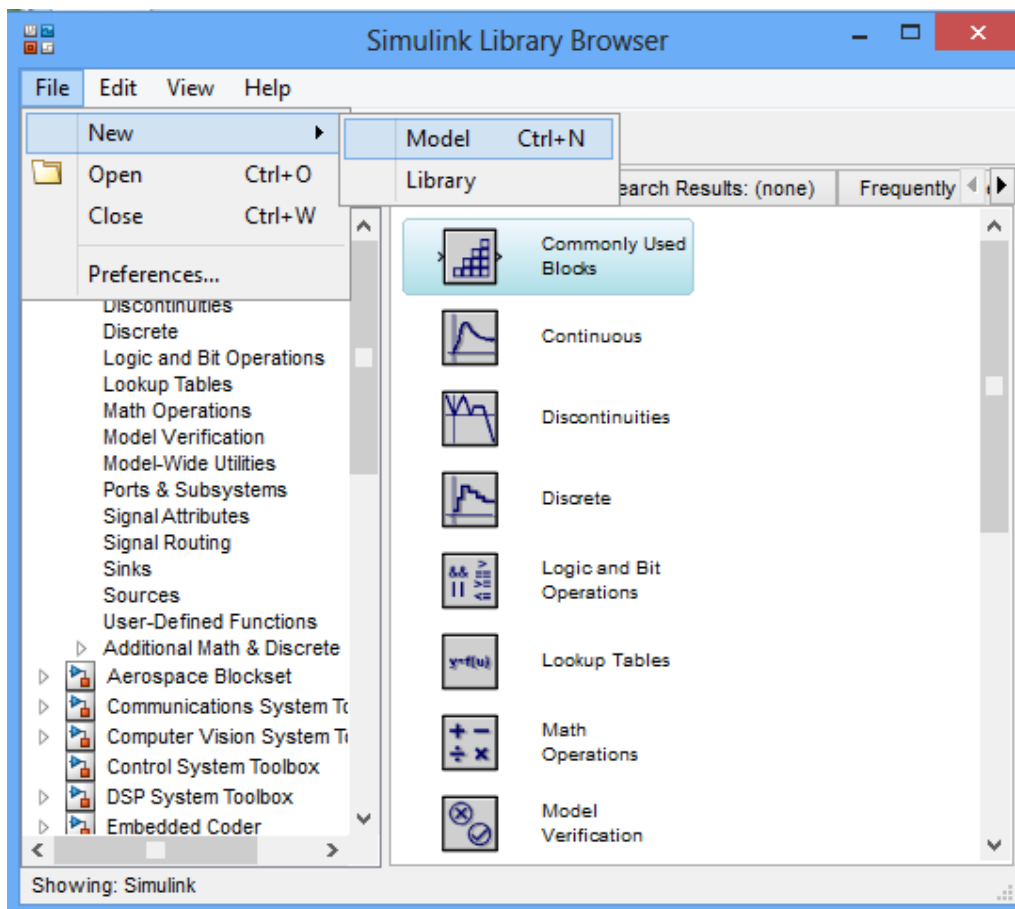 Simulink Library Browser
File Edit View Help
New
Model Ctrl+N
Open Ctrl+O
Library
Close Ctrl+W
Preferences...
earch Results: (none) Frequently
Discontinuities
Discrete
Logic and Bit Operations
Lookup Tables
Math Operations
Model Verification
Model-Wide Utilities
Ports & Subsystems
Signal Attributes
Signal Routing
Sinks
Sources
User-Defined Functions
Additional Math & Discrete
Aerospace Blockset
Communications System To
Computer Vision System T
Control System Toolbox
DSP System Toolbox
Embedded Coder
Commonly Used
Blocks
Continuous
Discontinuities
Discrete
&& > == || >= <=
Logic and Bit
Operations
y=f(u)
Lookup Tables
+ − ÷ ×
Math
Operations
Model
Verification
Showing: Simulink